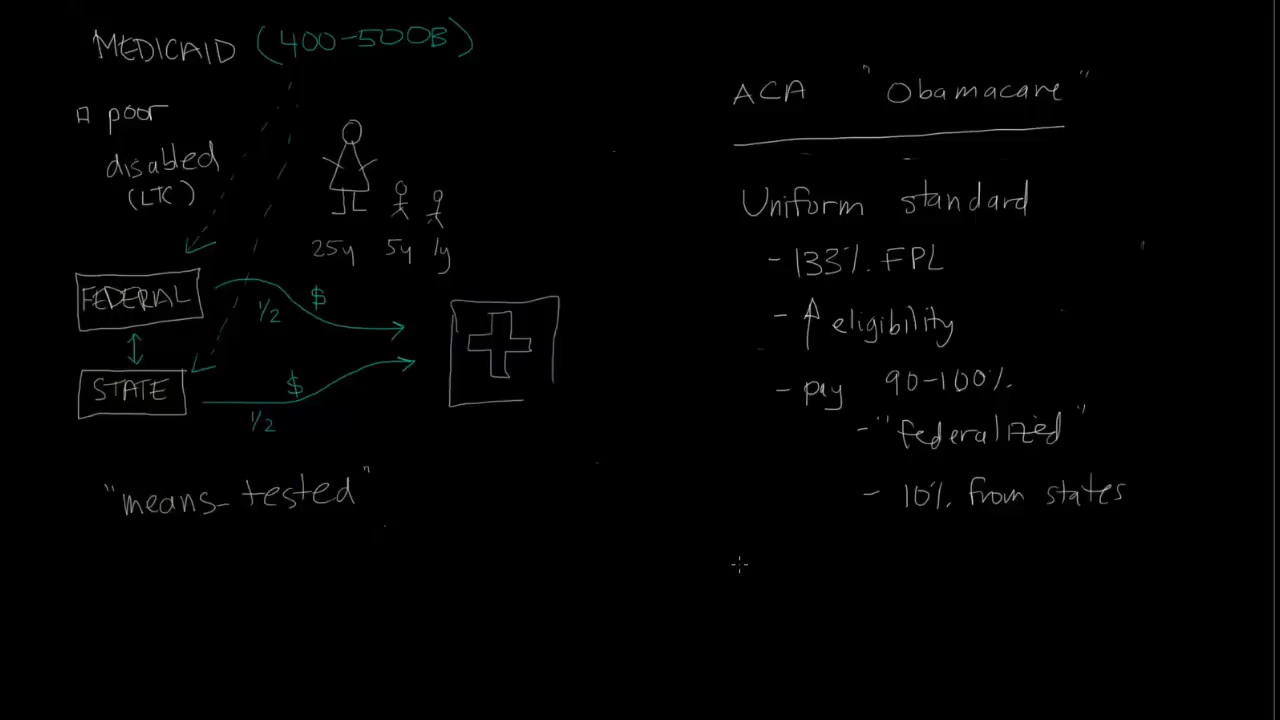 MEDICAID (400-500B)
poor
disabled
(LTC)
25y 5y 1y
FEDERAL
1/2 $
STATE
$
1/2
"means-tested"
ACA "Obamacare"
Uniform standard
- 133% FPL
- ↑ eligibility
- pay 90-100%
- "federalized"
- 10% from states